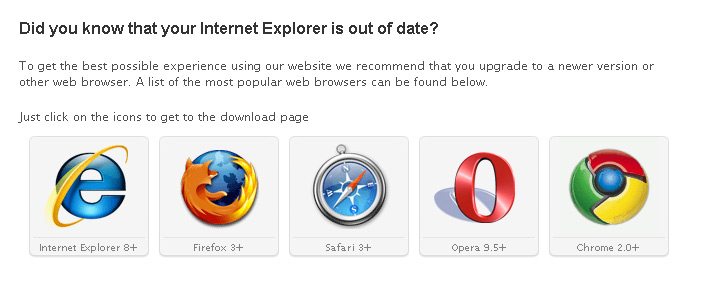 Did you know that your Internet Explorer is out of date?
To get the best possible experience using our website we recommend that you upgrade to a newer version or
other web browser. A list of the most popular web browsers can be found below.
Just click on the icons to get to the download page
Internet Explorer 8+
Firefox 3+
Safari 3+
Opera 9.5+
Chrome 2.0+